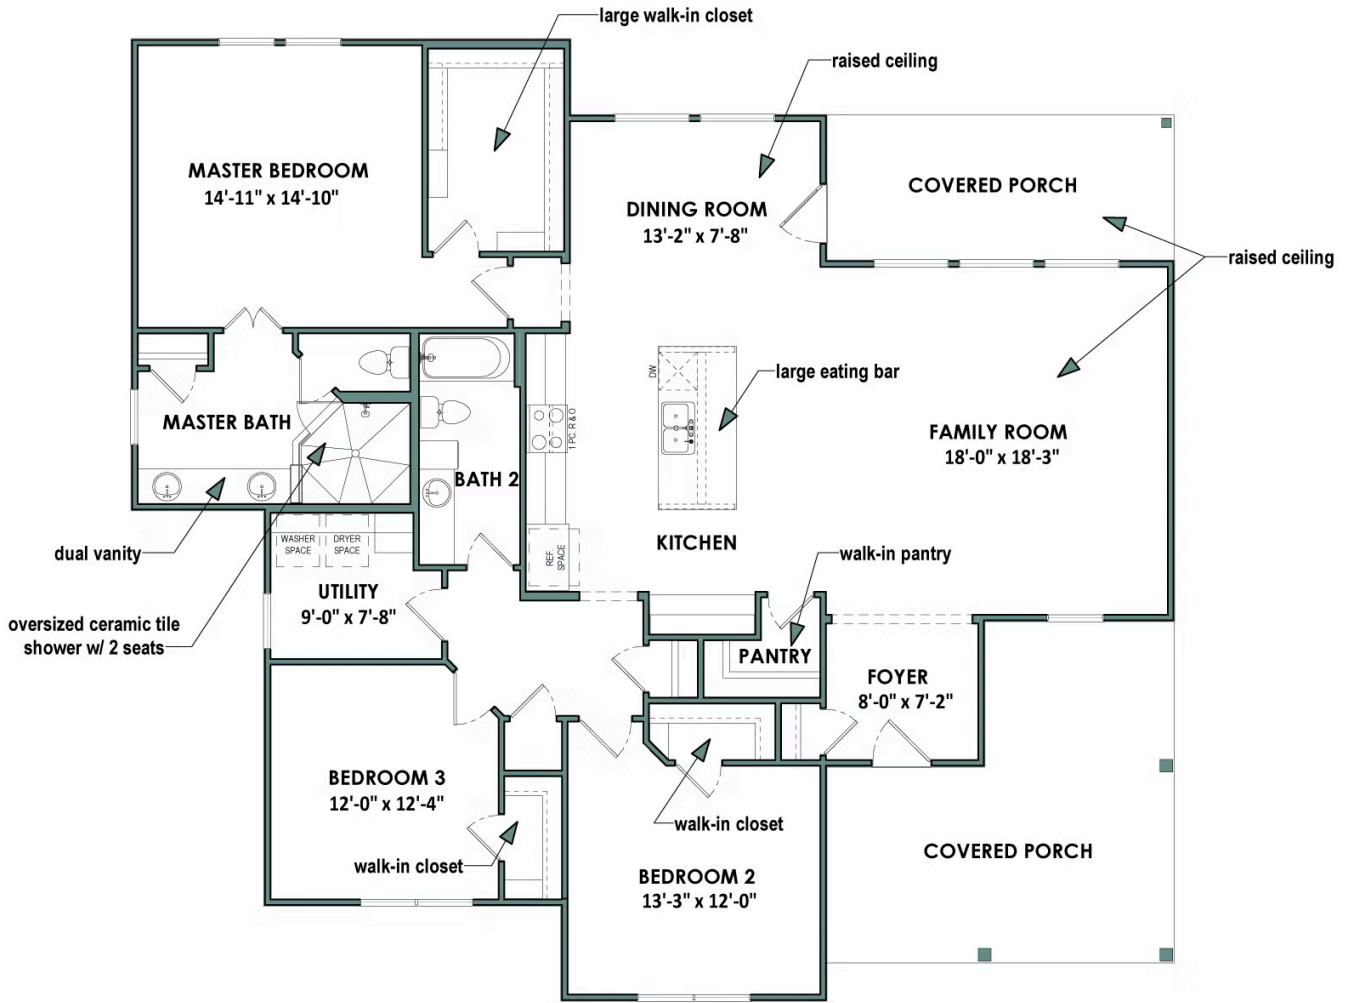 large walk-in closet
raised ceiling
MASTER BEDROOM
14'-11" x 14'-10"
DINING ROOM
13'-2" x 7'-8"
COVERED PORCH
raised ceiling
DW
large eating bar
1 PC. R & O
MASTER BATH
FAMILY ROOM
18'-0" x 18'-3"
BATH 2
KITCHEN
REF.
SPACE
WASHER
SPACE
DRYER
SPACE
dual vanity
walk-in pantry
UTILITY
9'-0" x 7'-8"
oversized ceramic tile
shower w/ 2 seats
PANTRY
FOYER
8'-0" x 7'-2"
BEDROOM 3
12'-0" x 12'-4"
walk-in closet
walk-in closet
BEDROOM 2
13'-3" x 12'-0"
COVERED PORCH